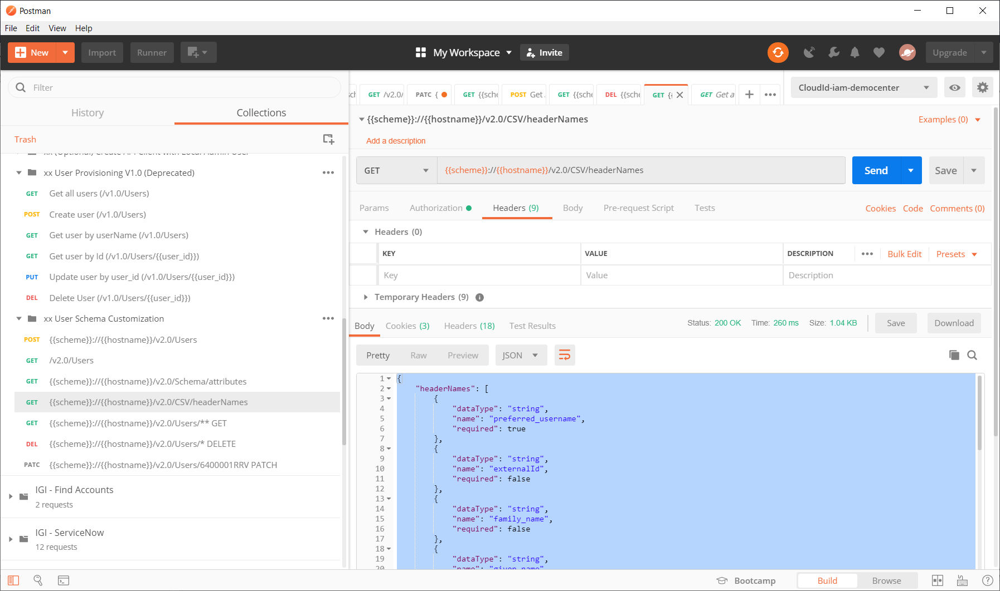 Postman
File Edit View Help
New Import Runner My Workspace Invite Upgrade
Filter
History Collections
Trash
xx (Optional) Create API Client with Local Admin User
xx User Provisioning V1.0 (Deprecated)
GET Get all users (/v1.0/Users)
POST Create user (/v1.0/Users)
GET Get user by userName (/v1.0/Users)
GET Get user by Id (/v1.0/Users/{{user_id}})
PUT Update user by user_id (/v1.0/Users/{{user_id}})
DEL Delete User (/v1.0/Users/{{user_id}})
xx User Schema Customization
POST {{scheme}}://{{hostname}}/v2.0/Users
GET /v2.0/Users
GET {{scheme}}://{{hostname}}/v2.0/Schema/attributes
GET {{scheme}}://{{hostname}}/v2.0/CSV/headerNames
GET {{scheme}}://{{hostname}}/v2.0/Users/** GET
DEL {{scheme}}://{{hostname}}/v2.0/Users/* DELETE
PATC {{scheme}}://{{hostname}}/v2.0/Users/6400001RRV PATCH
IGI - Find Accounts
2 requests
IGI - ServiceNow
12 requests
GET /v2.0/ PATC { GET {{sche POST Get GET {{sche DEL {{sche GET {{ GET Get a
CloudId-iam-democenter
{{scheme}}://{{hostname}}/v2.0/CSV/headerNames
Examples (0)
Add a description
GET {{scheme}}://{{hostname}}/v2.0/CSV/headerNames Send Save
Params Authorization Headers (9) Body Pre-request Script Tests Cookies Code Comments (0)
Headers (0)
KEY VALUE DESCRIPTION Bulk Edit Presets
Key Value Description
Temporary Headers (9)
Body Cookies (3) Headers (18) Test Results Status: 200 OK Time: 260 ms Size: 1.04 KB Save Download
Pretty Raw Preview JSON
1 {
2 "headerNames": [
3 {
4 "dataType": "string",
5 "name": "preferred_username",
6 "required": true
7 },
8 {
9 "dataType": "string",
10 "name": "externalId",
11 "required": false
12 },
13 {
14 "dataType": "string",
15 "name": "family_name",
16 "required": false
17 },
18 {
19 "dataType": "string",
20 "name": "given_name"
Bootcamp Build Browse